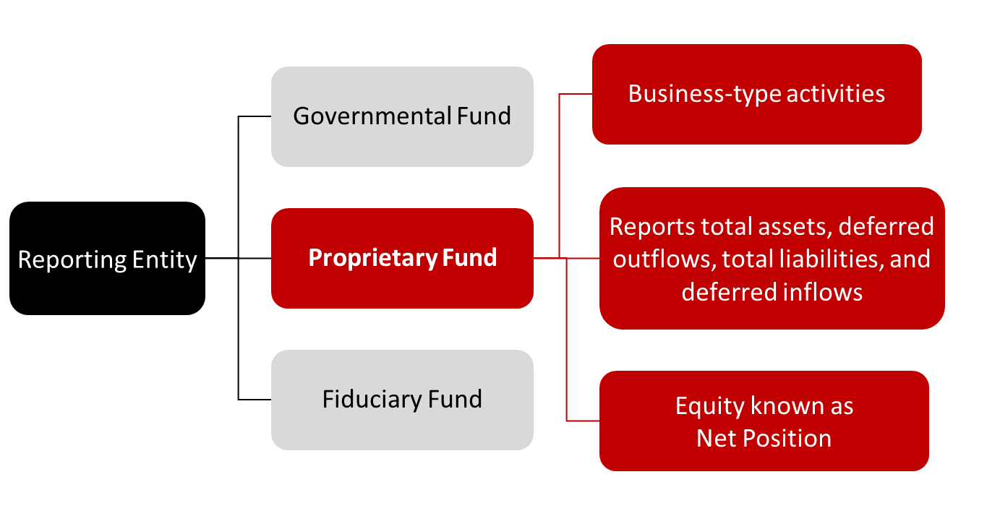 Reporting Entity
Governmental Fund
Proprietary Fund
Fiduciary Fund
Business-type activities
Reports total assets, deferred
outflows, total liabilities, and
deferred inflows
Equity known as
Net Position